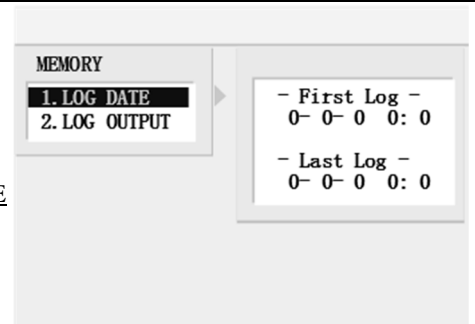 MEMORY
1. LOG DATE
2. LOG OUTPUT
- First Log -
0- 0- 0 0: 0
- Last Log -
0- 0- 0 0: 0
E